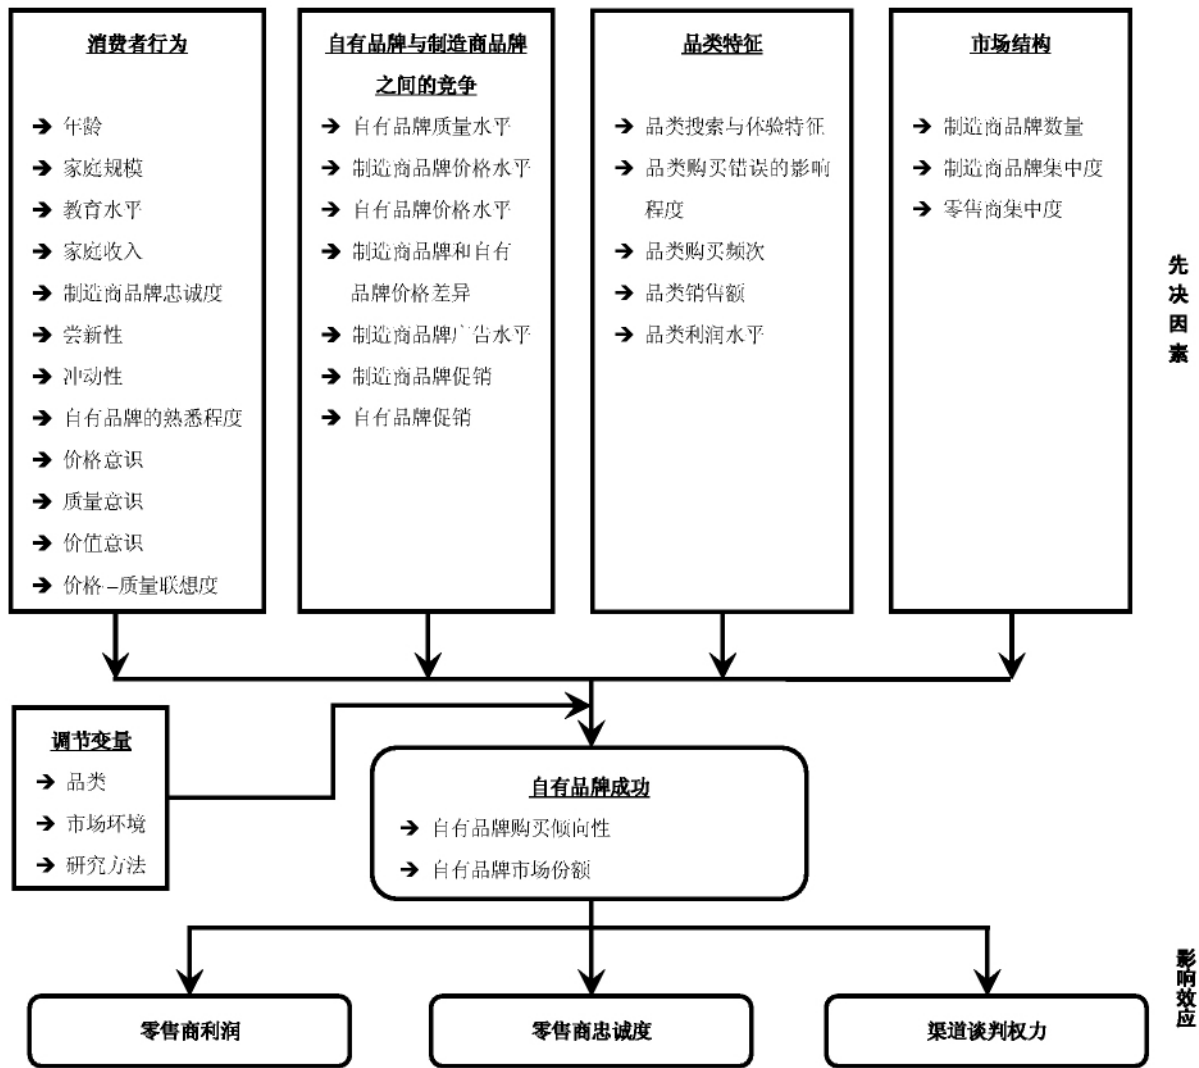 消费者行为
年龄
家庭规模
教育水平
家庭收入
制造商品牌忠诚度
尝新性
冲动性
自有品牌的熟悉程度
价格意识
质量意识
价值意识
价格–质量联想度
自有品牌与制造商品牌
之间的竞争
自有品牌质量水平
制造商品牌价格水平
自有品牌价格水平
制造商品牌和自有
品牌价格差异
制造商品牌广告水平
制造商品牌促销
自有品牌促销
品类特征
品类搜索与体验特征
品类购买错误的影响
程度
品类购买频次
品类销售额
品类利润水平
市场结构
制造商品牌数量
制造商品牌集中度
零售商集中度
先决因素
调节变量
品类
市场环境
研究方法
自有品牌成功
自有品牌购买倾向性
自有品牌市场份额
零售商利润
零售商忠诚度
渠道谈判权力
影响效应